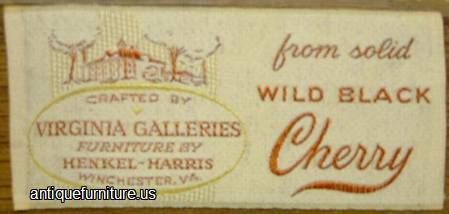 CRAFTED BY
VIRGINIA GALLERIES
FURNITURE BY
HENKEL-HARRIS
WINCHESTER, VA.
from solid
WILD BLACK
Cherry
antiquefurniture.us